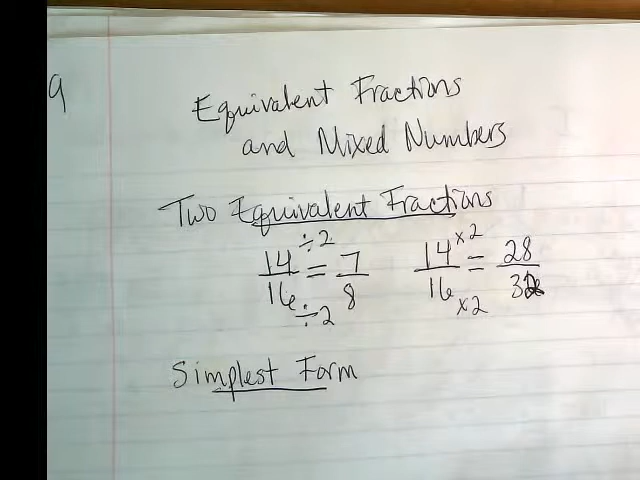 9
Equivalent Fractions
and Mixed Numbers
Two Equivalent Fractions
14 ÷2 = 7 14 ×2 = 28
16 ÷2 8 16 ×2 32
Simplest Form